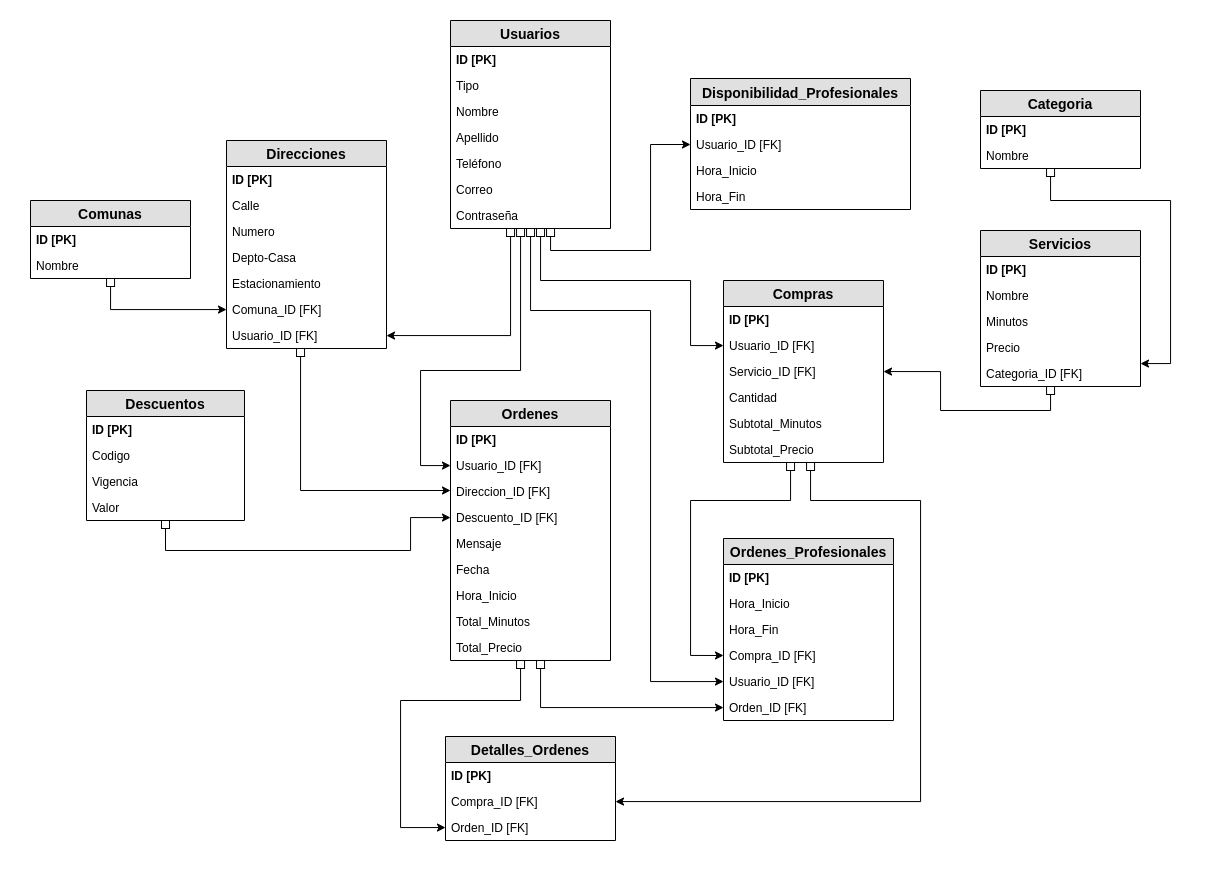 Usuarios
ID [PK]
Tipo
Nombre
Apellido
Teléfono
Correo
Contraseña
Disponibilidad_Profesionales
ID [PK]
Usuario_ID [FK]
Hora_Inicio
Hora_Fin
Categoria
ID [PK]
Nombre
Direcciones
ID [PK]
Calle
Numero
Depto-Casa
Estacionamiento
Comuna_ID [FK]
Usuario_ID [FK]
Comunas
ID [PK]
Nombre
Servicios
ID [PK]
Nombre
Minutos
Precio
Categoria_ID [FK]
Compras
ID [PK]
Usuario_ID [FK]
Servicio_ID [FK]
Cantidad
Subtotal_Minutos
Subtotal_Precio
Descuentos
ID [PK]
Codigo
Vigencia
Valor
Ordenes
ID [PK]
Usuario_ID [FK]
Direccion_ID [FK]
Descuento_ID [FK]
Mensaje
Fecha
Hora_Inicio
Total_Minutos
Total_Precio
Ordenes_Profesionales
ID [PK]
Hora_Inicio
Hora_Fin
Compra_ID [FK]
Usuario_ID [FK]
Orden_ID [FK]
Detalles_Ordenes
ID [PK]
Compra_ID [FK]
Orden_ID [FK]